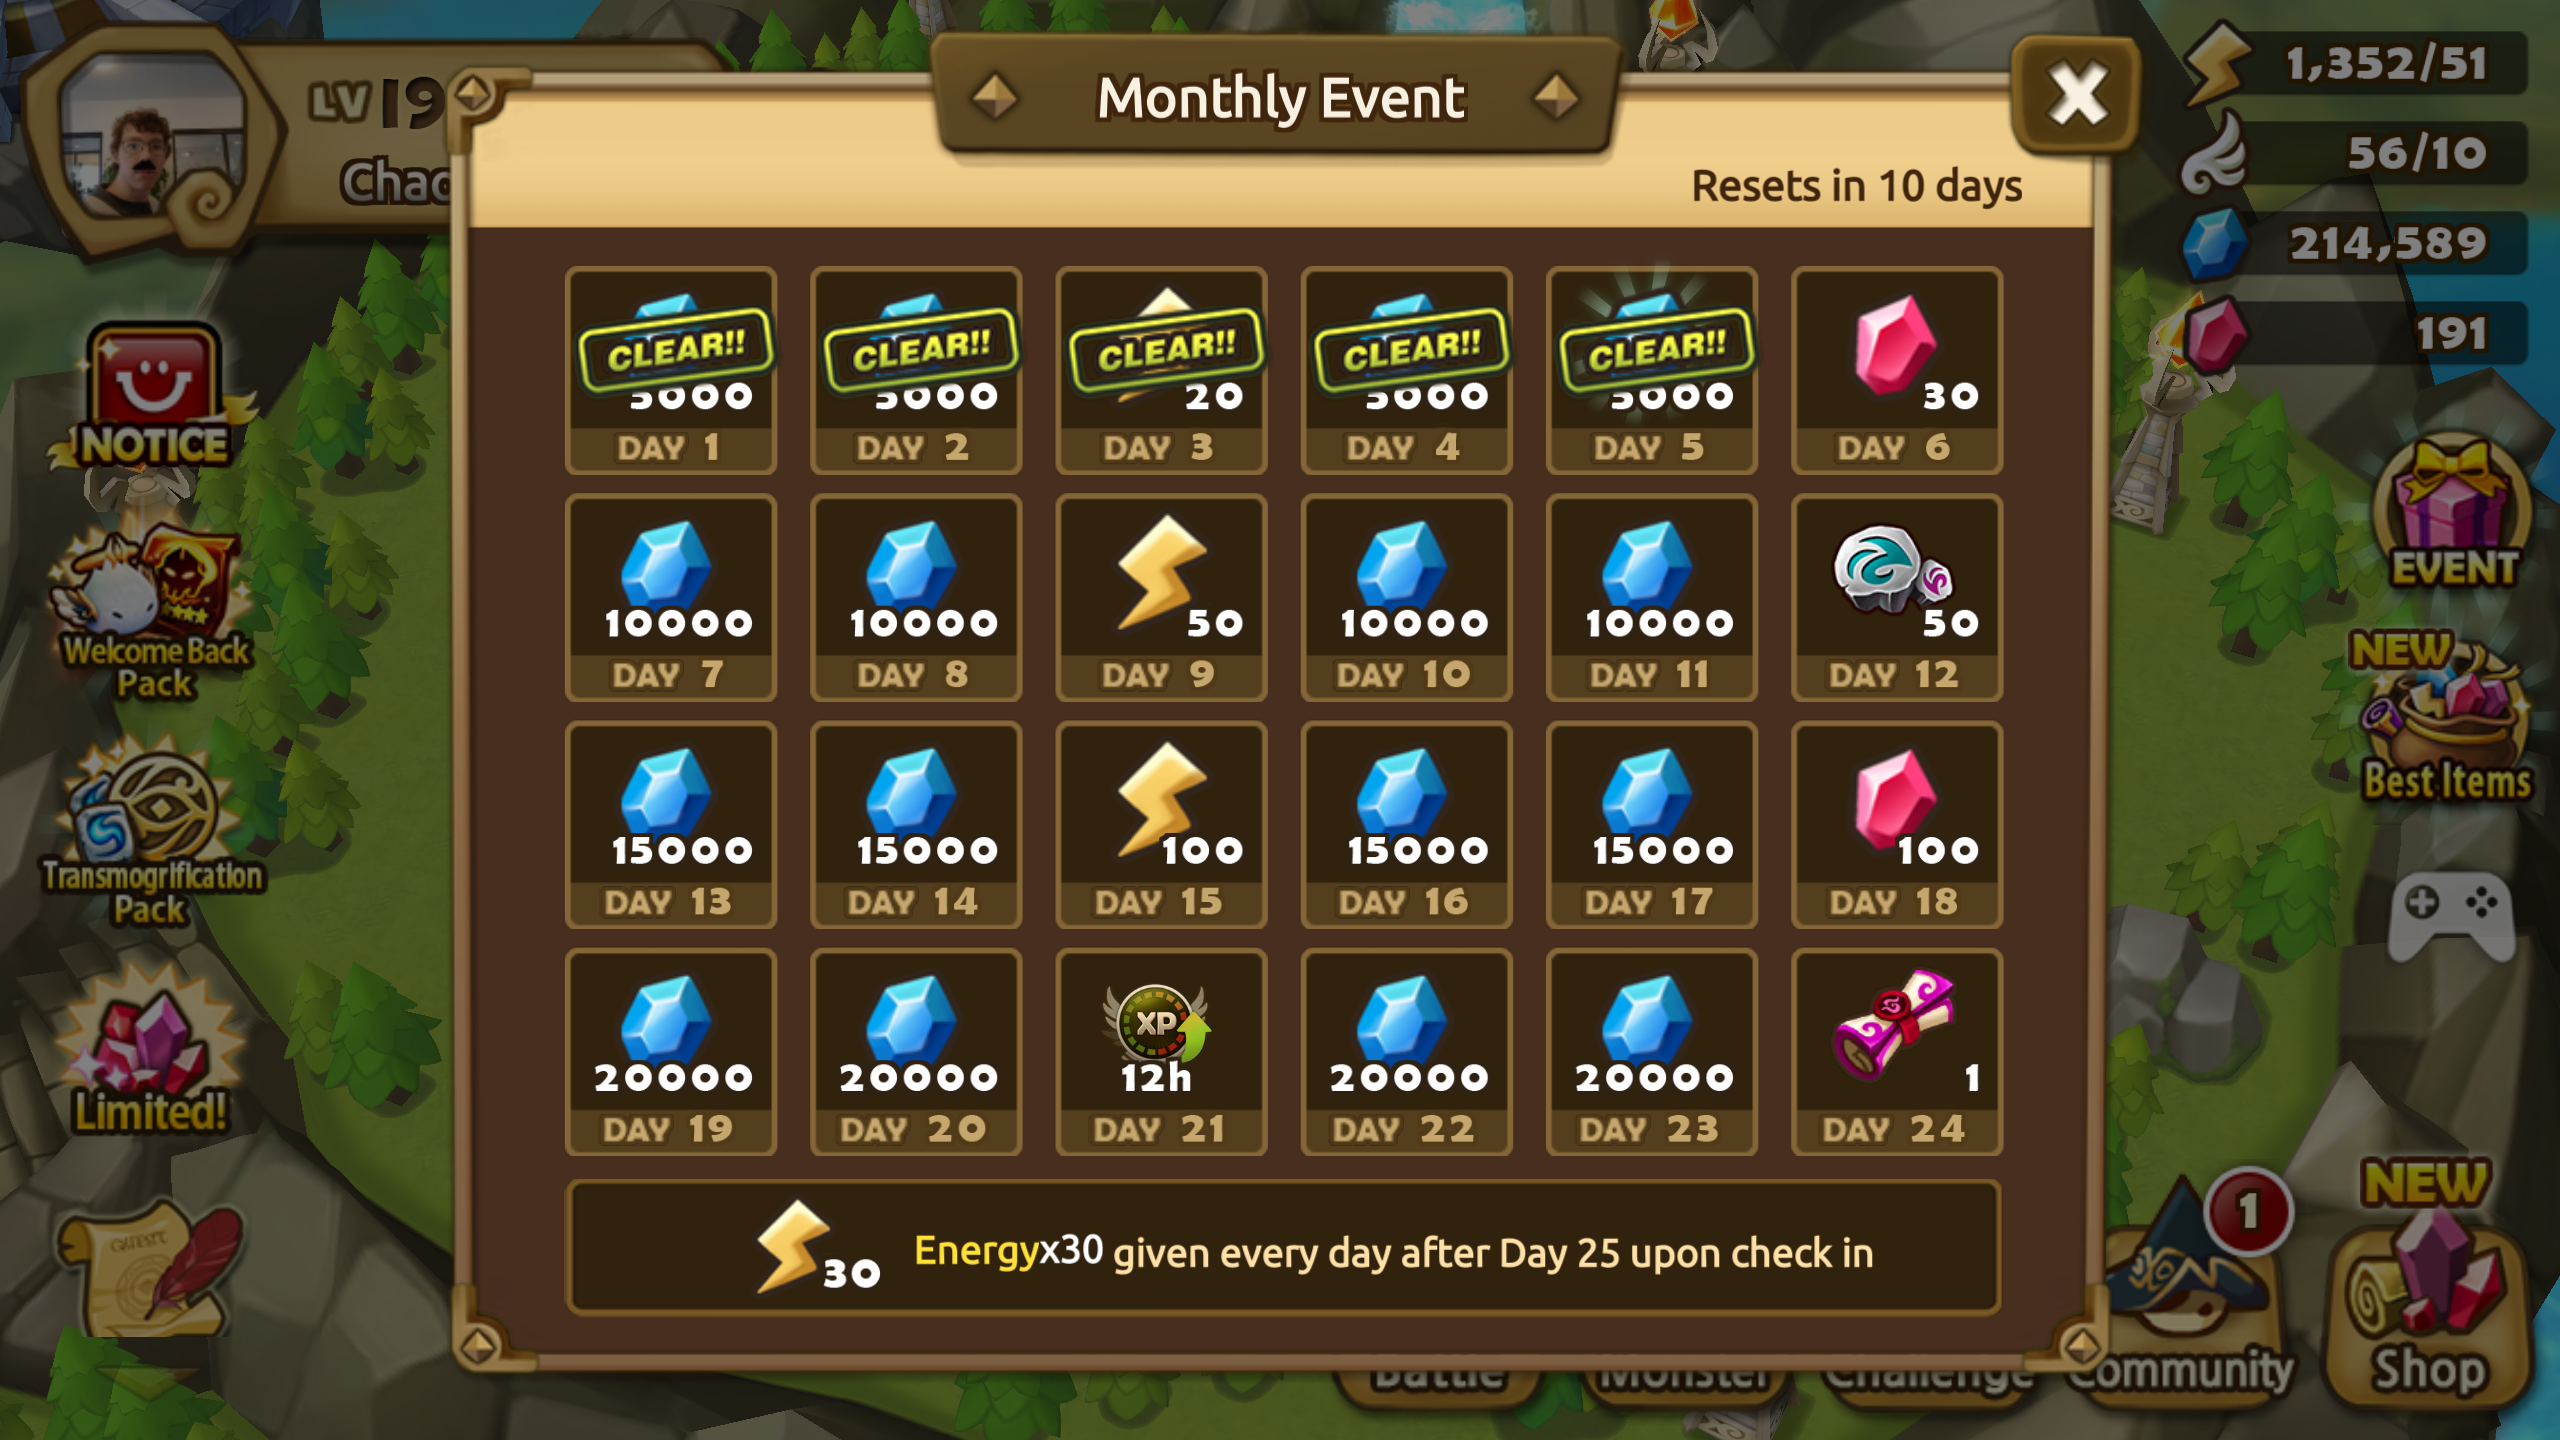 Monthly Event
Resets in 10 days
LV 19
1,352/51
56/10
214,589
191
CLEAR!!
5000
DAY 1
CLEAR!!
5000
DAY 2
CLEAR!!
20
DAY 3
CLEAR!!
5000
DAY 4
CLEAR!!
5000
DAY 5
30
DAY 6
10000
DAY 7
10000
DAY 8
50
DAY 9
10000
DAY 10
10000
DAY 11
50
DAY 12
15000
DAY 13
15000
DAY 14
100
DAY 15
15000
DAY 16
15000
DAY 17
100
DAY 18
20000
DAY 19
20000
DAY 20
XP
12h
DAY 21
20000
DAY 22
20000
DAY 23
1
DAY 24
30
Energyx30 given every day after Day 25 upon check in
NOTICE
Welcome Back
Pack
Transmogrification
Pack
Limited!
QUEST
EVENT
NEW
Best Items
1
NEW
Battle
Monster
Challenge
Community
Shop